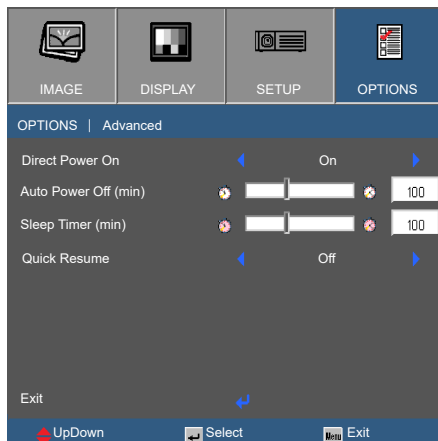 IMAGE DISPLAY SETUP OPTIONS
OPTIONS | Advanced
Direct Power On On
Auto Power Off (min) 100
Sleep Timer (min) 100
Quick Resume Off
Exit
UpDown Select Menu Exit